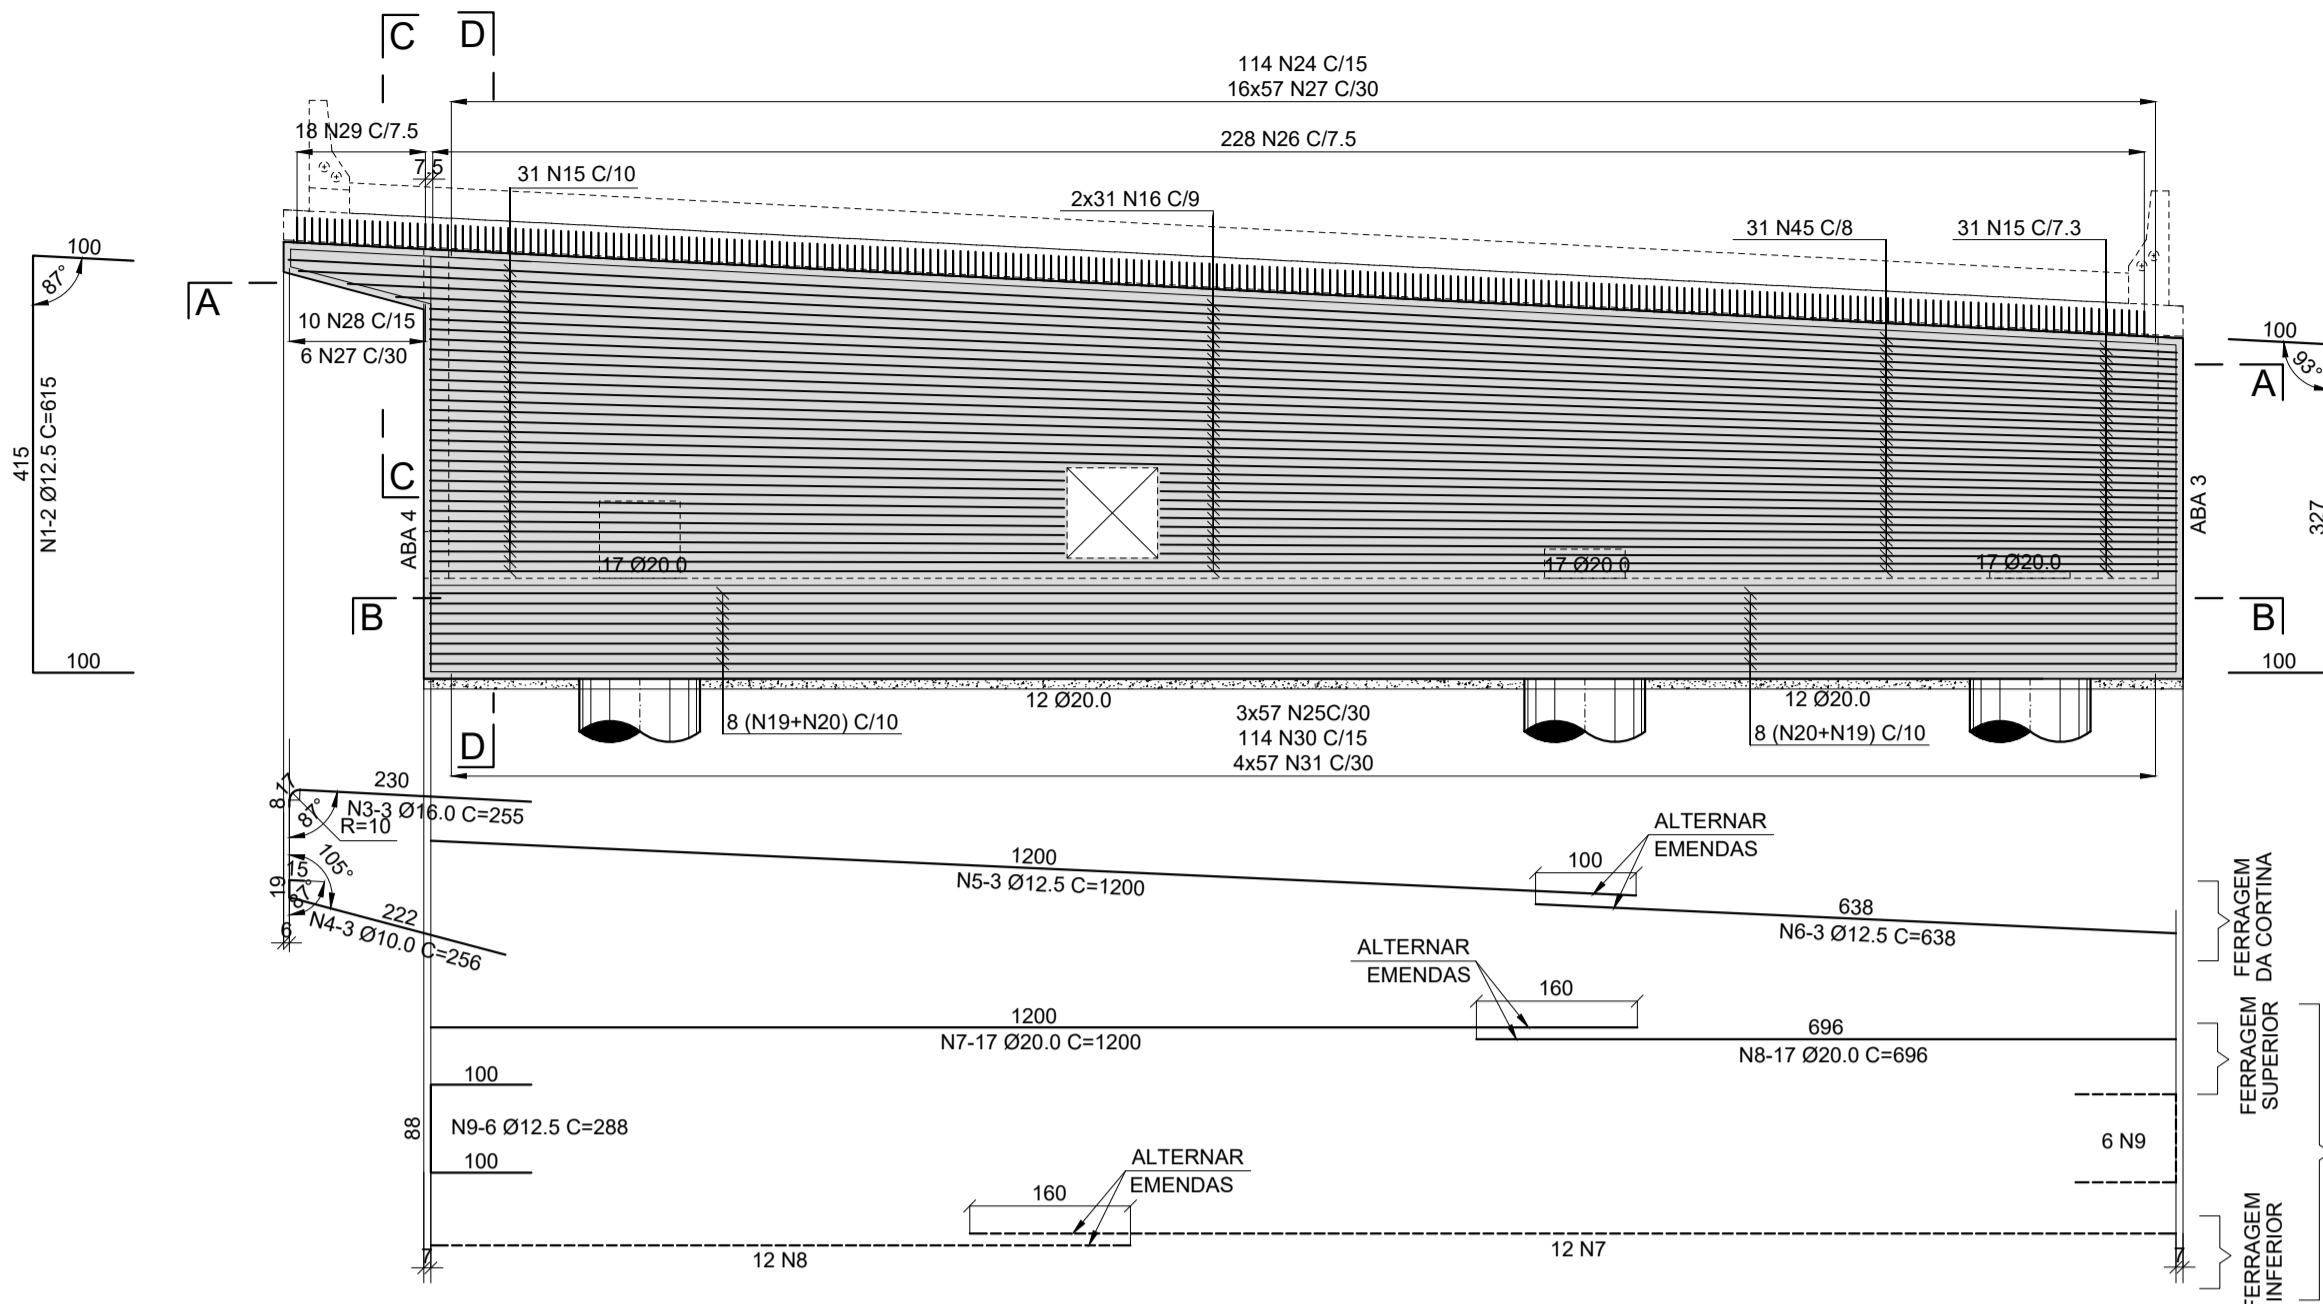 C
D
114 N24 C/15
16x57 N27 C/30
18 N29 C/7.5
228 N26 C/7.5
7.5
31 N15 C/10
2x31 N16 C/9
31 N45 C/8
31 N15 C/7.3
100
87°
A
10 N28 C/15
6 N27 C/30
100
93°
A
415
N1-2 Ø12.5 C=615
C
ABA 4
ABA 3
327
17 Ø20.0
17 Ø20.0
17 Ø20.0
B
B
100
100
12 Ø20.0
12 Ø20.0
8 (N19+N20) C/10
3x57 N25C/30
114 N30 C/15
4x57 N31 C/30
8 (N20+N19) C/10
D
17
8
230
N3-3 Ø16.0 C=255
87°
R=10
105°
15
19
87°
222
N4-3 Ø10.0 C=256
6
1200
N5-3 Ø12.5 C=1200
ALTERNAR
EMENDAS
100
638
N6-3 Ø12.5 C=638
FERRAGEM
DA CORTINA
ALTERNAR
EMENDAS
160
1200
N7-17 Ø20.0 C=1200
696
N8-17 Ø20.0 C=696
FERRAGEM
SUPERIOR
100
88
N9-6 Ø12.5 C=288
100
6 N9
ALTERNAR
EMENDAS
160
7
12 N8
12 N7
7
FERRAGEM
INFERIOR